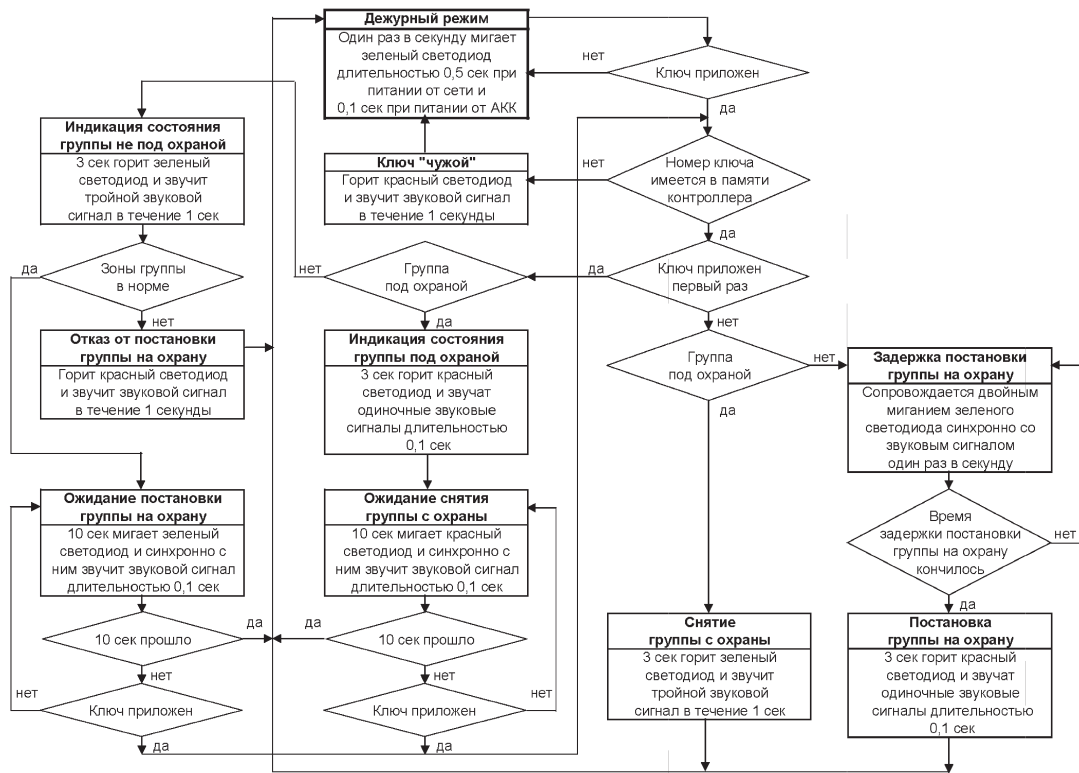 Дежурный режим
Один раз в секунду мигает
зеленый светодиод
длительностью 0,5 сек при
питании от сети и
0,1 сек при питании от АКК
нет
Ключ приложен
да
Индикация состояния
группы не под охраной
3 сек горит зеленый
светодиод и звучит
тройной звуковой
сигнал в течение 1 сек
Ключ "чужой"
Горит красный светодиод
и звучит звуковой сигнал
в течение 1 секунды
нет
Номер ключа
имеется в памяти
контроллера
да
да
Зоны группы
в норме
нет
нет
Группа
под охраной
да
да
Ключ приложен
первый раз
нет
Отказ от постановки
группы на охрану
Горит красный светодиод
и звучит звуковой сигнал
в течение 1 секунды
Индикация состояния
группы под охраной
3 сек горит красный
светодиод и звучат
одиночные звуковые
сигналы длительностью
0,1 сек
Группа
под охраной
нет
да
Задержка постановки
группы на охрану
Сопровождается двойным
миганием зеленого
светодиода синхронно со
звуковым сигналом
один раз в секунду
Ожидание постановки
группы на охрану
10 сек мигает зеленый
светодиод и синхронно с
ним звучит звуковой сигнал
длительностью 0,1 сек
Ожидание снятия
группы с охраны
10 сек мигает красный
светодиод и синхронно с
ним звучит звуковой сигнал
длительностью 0,1 сек
Время
задержки постановки
группы на охрану
кончилось
нет
да
10 сек прошло
да
нет
да
10 сек прошло
нет
Снятие
группы с охраны
3 сек горит зеленый
светодиод и звучит
тройной звуковой
сигнал в течение 1 сек
Постановка
группы на охрану
3 сек горит красный
светодиод и звучат
одиночные звуковые
сигналы длительностью
0,1 сек
нет
Ключ приложен
да
Ключ приложен
нет
да